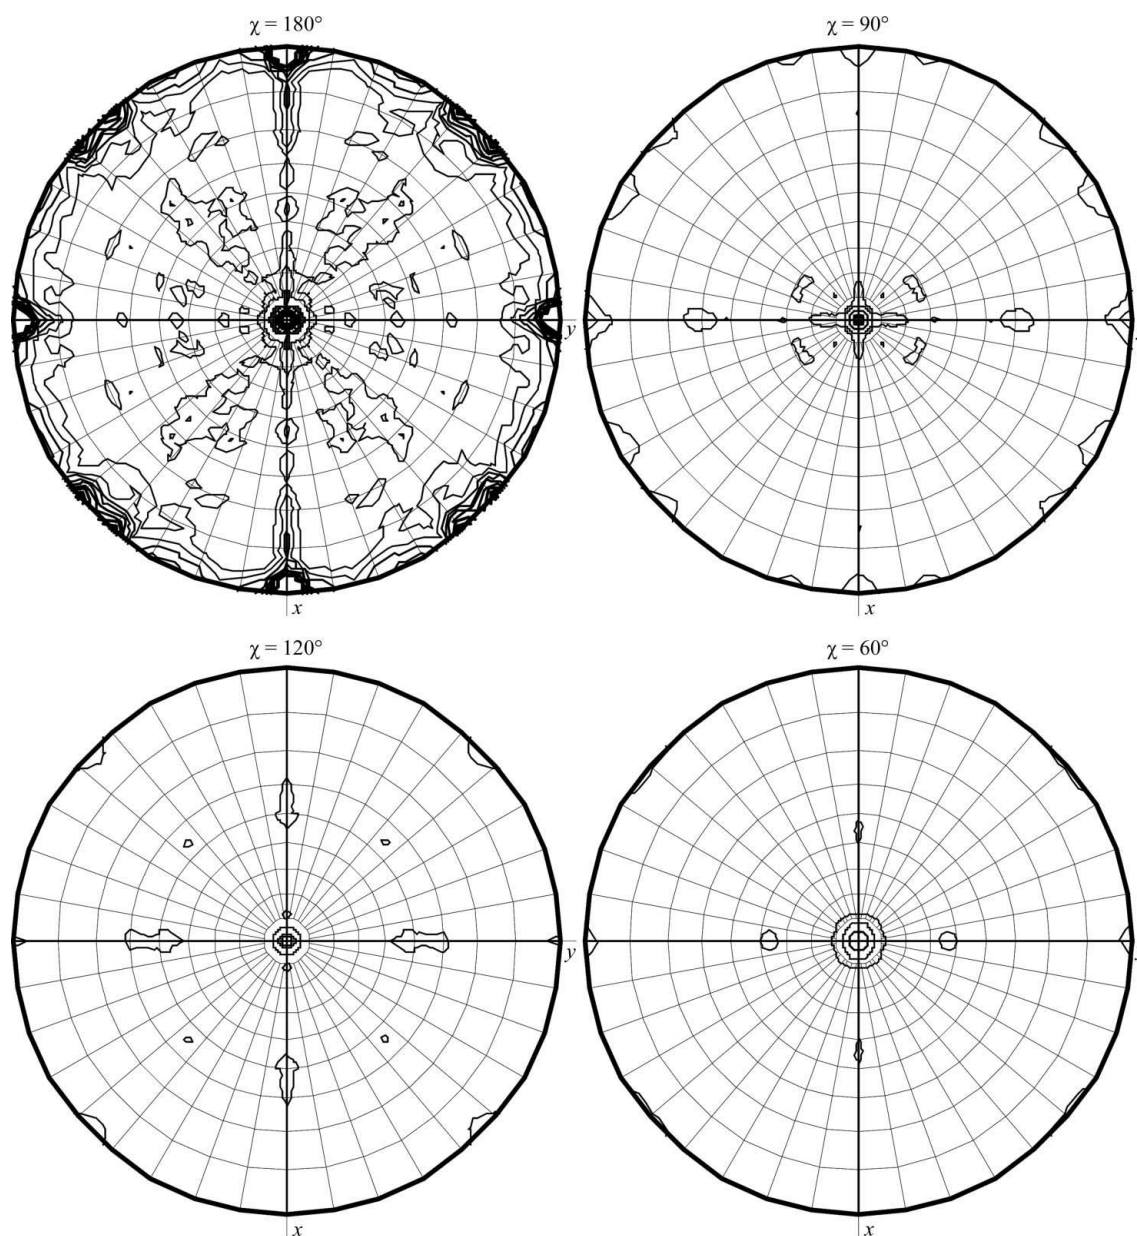 χ = 180°
χ = 90°
y
x
x
χ = 120°
χ = 60°
y
x
x